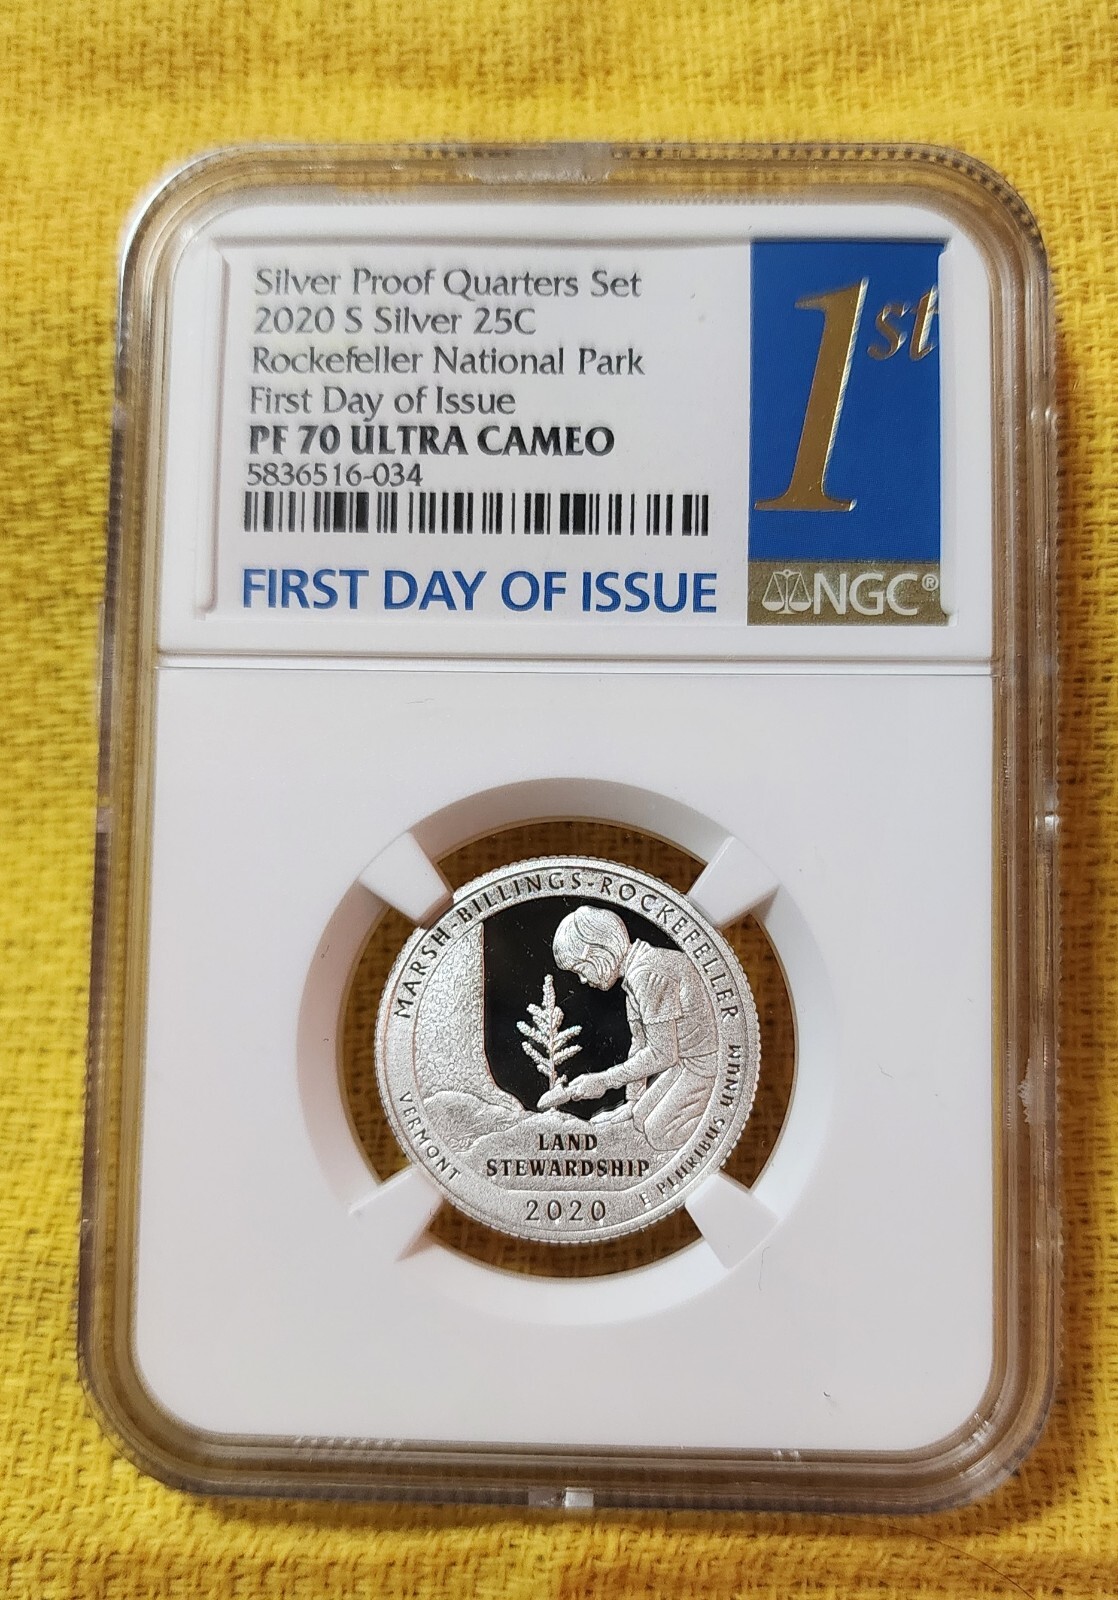 Silver Proof Quarters Set
2020 S Silver 25C
Rockefeller National Park
First Day of Issue
PF 70 ULTRA CAMEO
5836516-034
FIRST DAY OF ISSUE
1st
NGC®
MARSH-BILLINGS-ROCKEFELLER
VERMONT
LAND
STEWARDSHIP
2020
E PLURIBUS UNUM